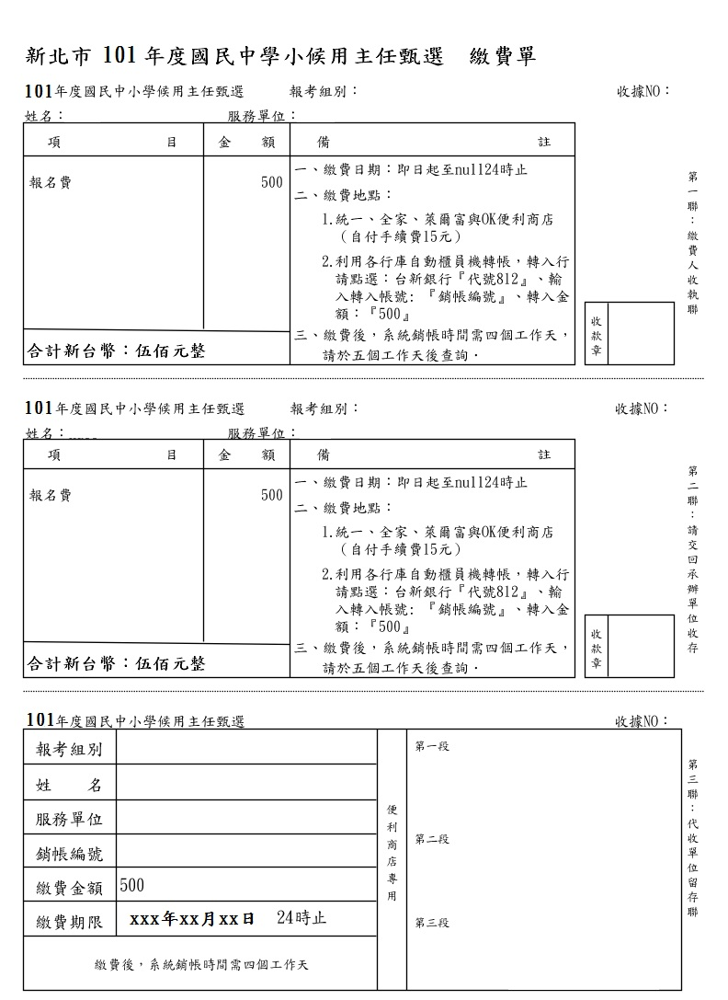 新北市 101 年度國民中學小候用主任甄選　繳費單
101年度國民中小學候用主任甄選　報考組別：　收據NO：
姓名：　服務單位：
項　目　金　額　備　註
報名費　500
一、繳費日期：即日起至null24時止
二、繳費地點：
1.統一、全家、萊爾富與OK便利商店
（自付手續費15元）
2.利用各行庫自動櫃員機轉帳，轉入行
請點選：台新銀行『代號812』、輸
入轉入帳號: 『銷帳編號』、轉入金
額：『500』
三、繳費後，系統銷帳時間需四個工作天，
請於五個工作天後查詢．
合計新台幣：伍佰元整
收款章
第一聯：繳費人收執聯
101年度國民中小學候用主任甄選　報考組別：　收據NO：
姓名：　服務單位：
項　目　金　額　備　註
報名費　500
一、繳費日期：即日起至null24時止
二、繳費地點：
1.統一、全家、萊爾富與OK便利商店
（自付手續費15元）
2.利用各行庫自動櫃員機轉帳，轉入行
請點選：台新銀行『代號812』、輸
入轉入帳號: 『銷帳編號』、轉入金
額：『500』
三、繳費後，系統銷帳時間需四個工作天，
請於五個工作天後查詢．
合計新台幣：伍佰元整
收款章
第二聯：請交回承辦單位收存
101年度國民中小學候用主任甄選　收據NO：
報考組別
姓　名
服務單位
銷帳編號
繳費金額　500
繳費期限　xxx年xx月xx日　24時止
繳費後，系統銷帳時間需四個工作天
便利商店專用
第一段
第二段
第三段
第三聯：代收單位留存聯